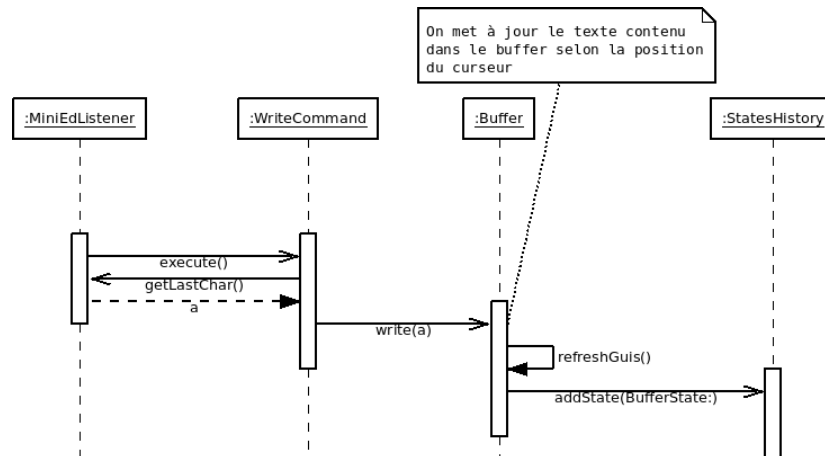 On met à jour le texte contenu
dans le buffer selon la position
du curseur
:MiniEdListener
:WriteCommand
:Buffer
:StatesHistory
execute()
getLastChar()
a
write(a)
refreshGuis()
addState(BufferState:)